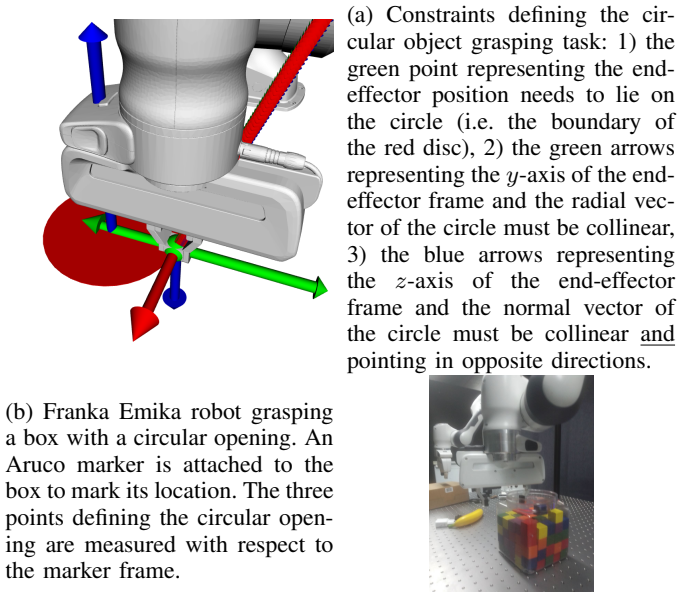 (a) Constraints defining the cir-
cular object grasping task: 1) the
green point representing the end-
effector position needs to lie on
the circle (i.e. the boundary of
the red disc), 2) the green arrows
representing the y-axis of the end-
effector frame and the radial vec-
tor of the circle must be collinear,
3) the blue arrows representing
the z-axis of the end-effector
frame and the normal vector of
the circle must be collinear and
pointing in opposite directions.
(b) Franka Emika robot grasping
a box with a circular opening. An
Aruco marker is attached to the
box to mark its location. The three
points defining the circular open-
ing are measured with respect to
the marker frame.